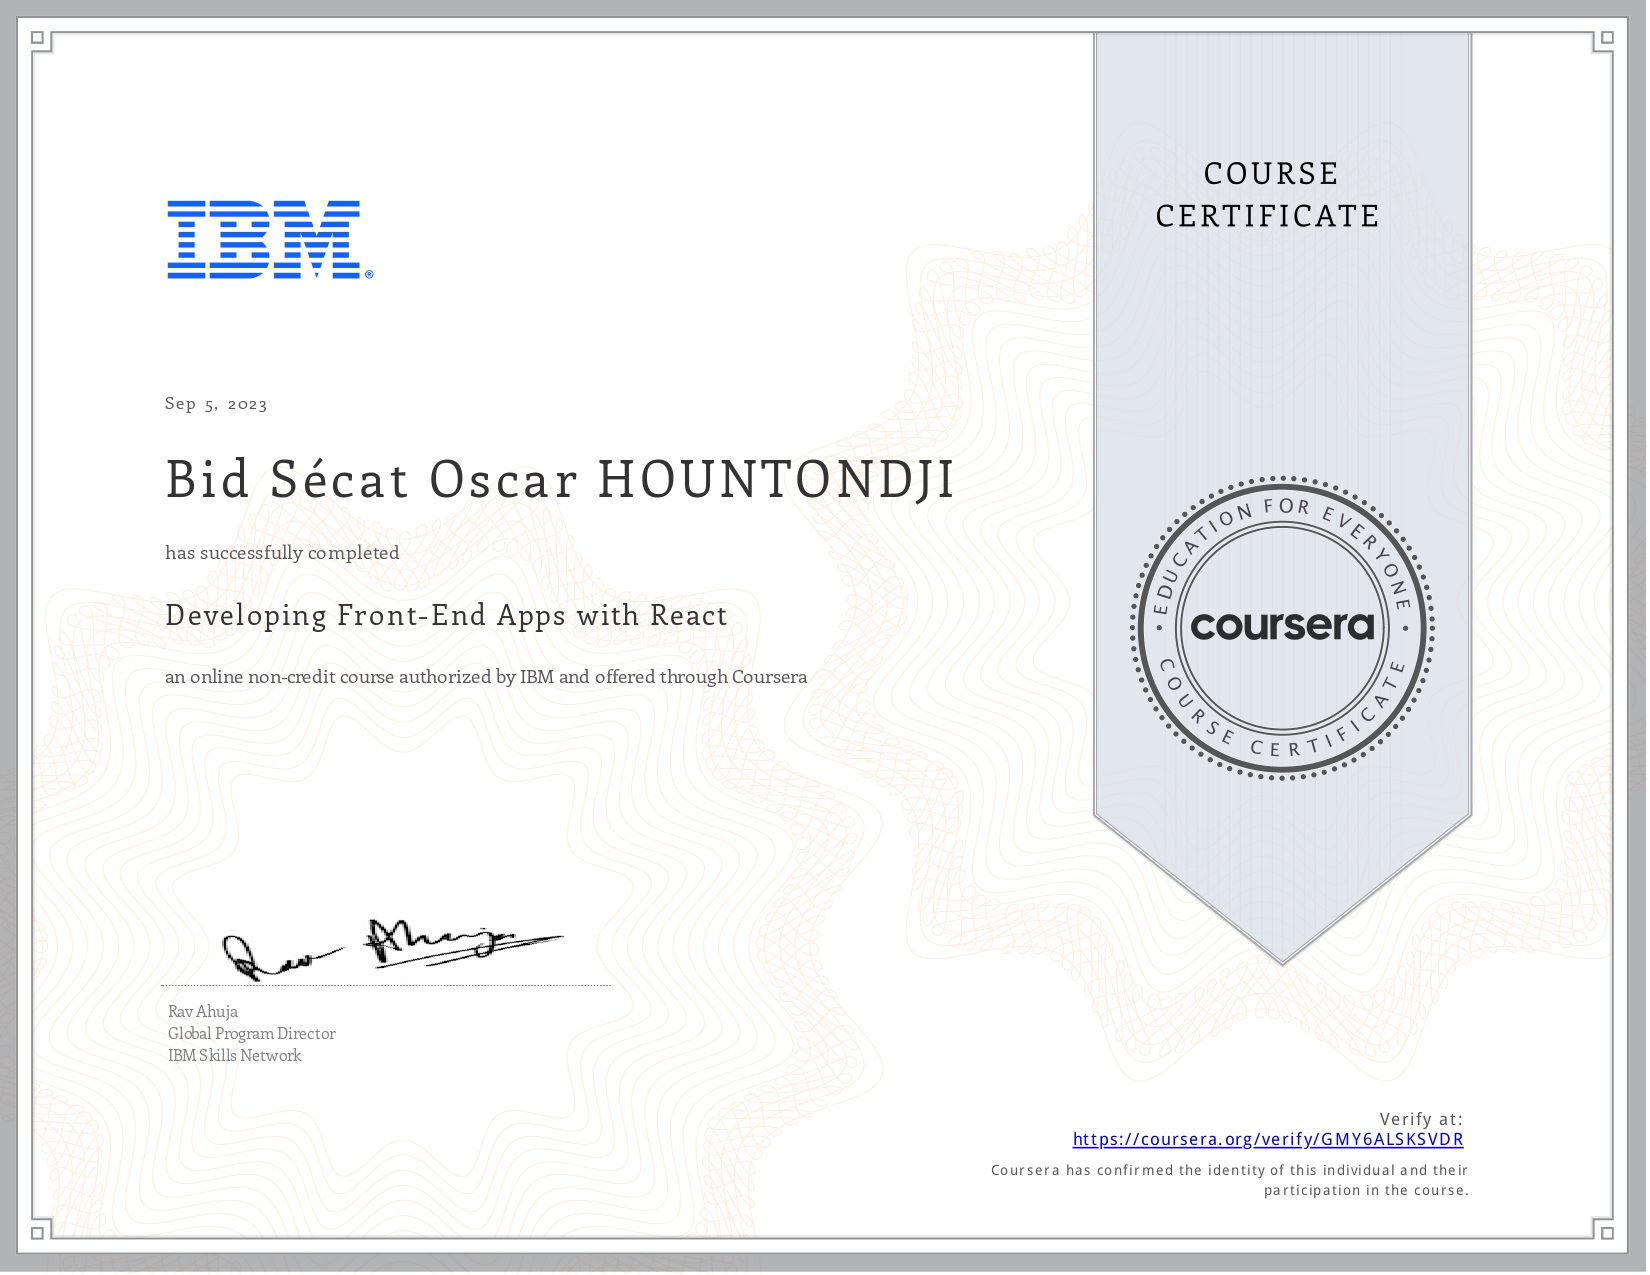 IBM®
COURSE
CERTIFICATE
Sep 5, 2023
Bid Sécat Oscar HOUNTONDJI
has successfully completed
Developing Front-End Apps with React
an online non-credit course authorized by IBM and offered through Coursera
EDUCATION FOR EVERYONE
coursera
COURSE CERTIFICATE
Rav Ahuja
Rav Ahuja
Global Program Director
IBM Skills Network
Verify at:
https://coursera.org/verify/GMY6ALSKSVDR
Coursera has confirmed the identity of this individual and their
participation in the course.